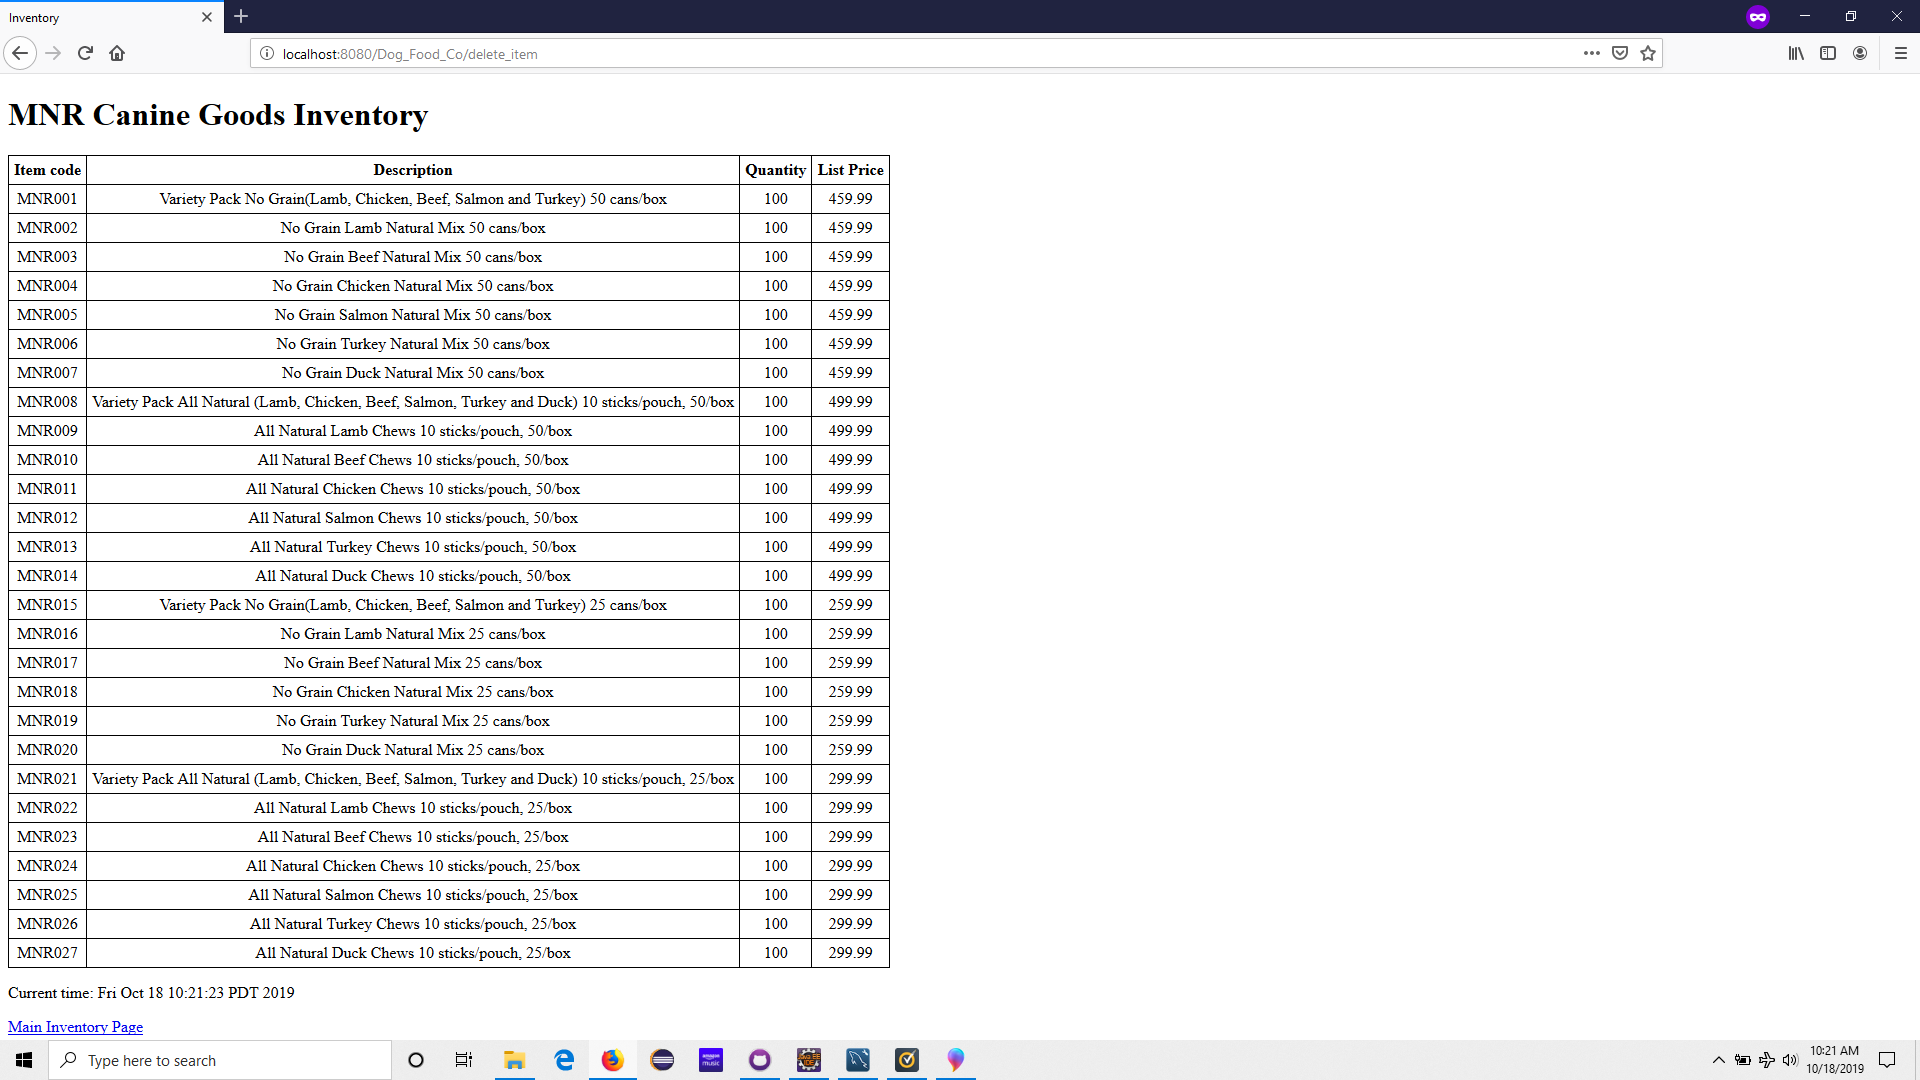 Inventory
localhost:8080/Dog_Food_Co/delete_item
MNR Canine Goods Inventory
Item code Description Quantity List Price
MNR001 Variety Pack No Grain(Lamb, Chicken, Beef, Salmon and Turkey) 50 cans/box 100 459.99
MNR002 No Grain Lamb Natural Mix 50 cans/box 100 459.99
MNR003 No Grain Beef Natural Mix 50 cans/box 100 459.99
MNR004 No Grain Chicken Natural Mix 50 cans/box 100 459.99
MNR005 No Grain Salmon Natural Mix 50 cans/box 100 459.99
MNR006 No Grain Turkey Natural Mix 50 cans/box 100 459.99
MNR007 No Grain Duck Natural Mix 50 cans/box 100 459.99
MNR008 Variety Pack All Natural (Lamb, Chicken, Beef, Salmon, Turkey and Duck) 10 sticks/pouch, 50/box 100 499.99
MNR009 All Natural Lamb Chews 10 sticks/pouch, 50/box 100 499.99
MNR010 All Natural Beef Chews 10 sticks/pouch, 50/box 100 499.99
MNR011 All Natural Chicken Chews 10 sticks/pouch, 50/box 100 499.99
MNR012 All Natural Salmon Chews 10 sticks/pouch, 50/box 100 499.99
MNR013 All Natural Turkey Chews 10 sticks/pouch, 50/box 100 499.99
MNR014 All Natural Duck Chews 10 sticks/pouch, 50/box 100 499.99
MNR015 Variety Pack No Grain(Lamb, Chicken, Beef, Salmon and Turkey) 25 cans/box 100 259.99
MNR016 No Grain Lamb Natural Mix 25 cans/box 100 259.99
MNR017 No Grain Beef Natural Mix 25 cans/box 100 259.99
MNR018 No Grain Chicken Natural Mix 25 cans/box 100 259.99
MNR019 No Grain Turkey Natural Mix 25 cans/box 100 259.99
MNR020 No Grain Duck Natural Mix 25 cans/box 100 259.99
MNR021 Variety Pack All Natural (Lamb, Chicken, Beef, Salmon, Turkey and Duck) 10 sticks/pouch, 25/box 100 299.99
MNR022 All Natural Lamb Chews 10 sticks/pouch, 25/box 100 299.99
MNR023 All Natural Beef Chews 10 sticks/pouch, 25/box 100 299.99
MNR024 All Natural Chicken Chews 10 sticks/pouch, 25/box 100 299.99
MNR025 All Natural Salmon Chews 10 sticks/pouch, 25/box 100 299.99
MNR026 All Natural Turkey Chews 10 sticks/pouch, 25/box 100 299.99
MNR027 All Natural Duck Chews 10 sticks/pouch, 25/box 100 299.99
Current time: Fri Oct 18 10:21:23 PDT 2019
Main Inventory Page
Type here to search
amazon music
Java EE IDE
10:21 AM
10/18/2019